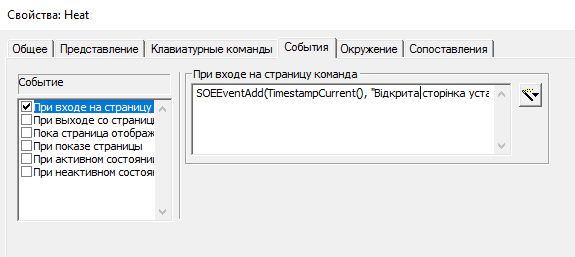 Свойства: Heat
Общее Представление Клавиатурные команды События Окружение Сопоставления
Событие
При входе на страницу
При выходе со страниц
Пока страница отображ
При показе страницы
При активном состояни
При неактивном состоя
При входе на страницу команда
SOEEventAdd(TimestampCurrent(), "Відкрита сторінка уста